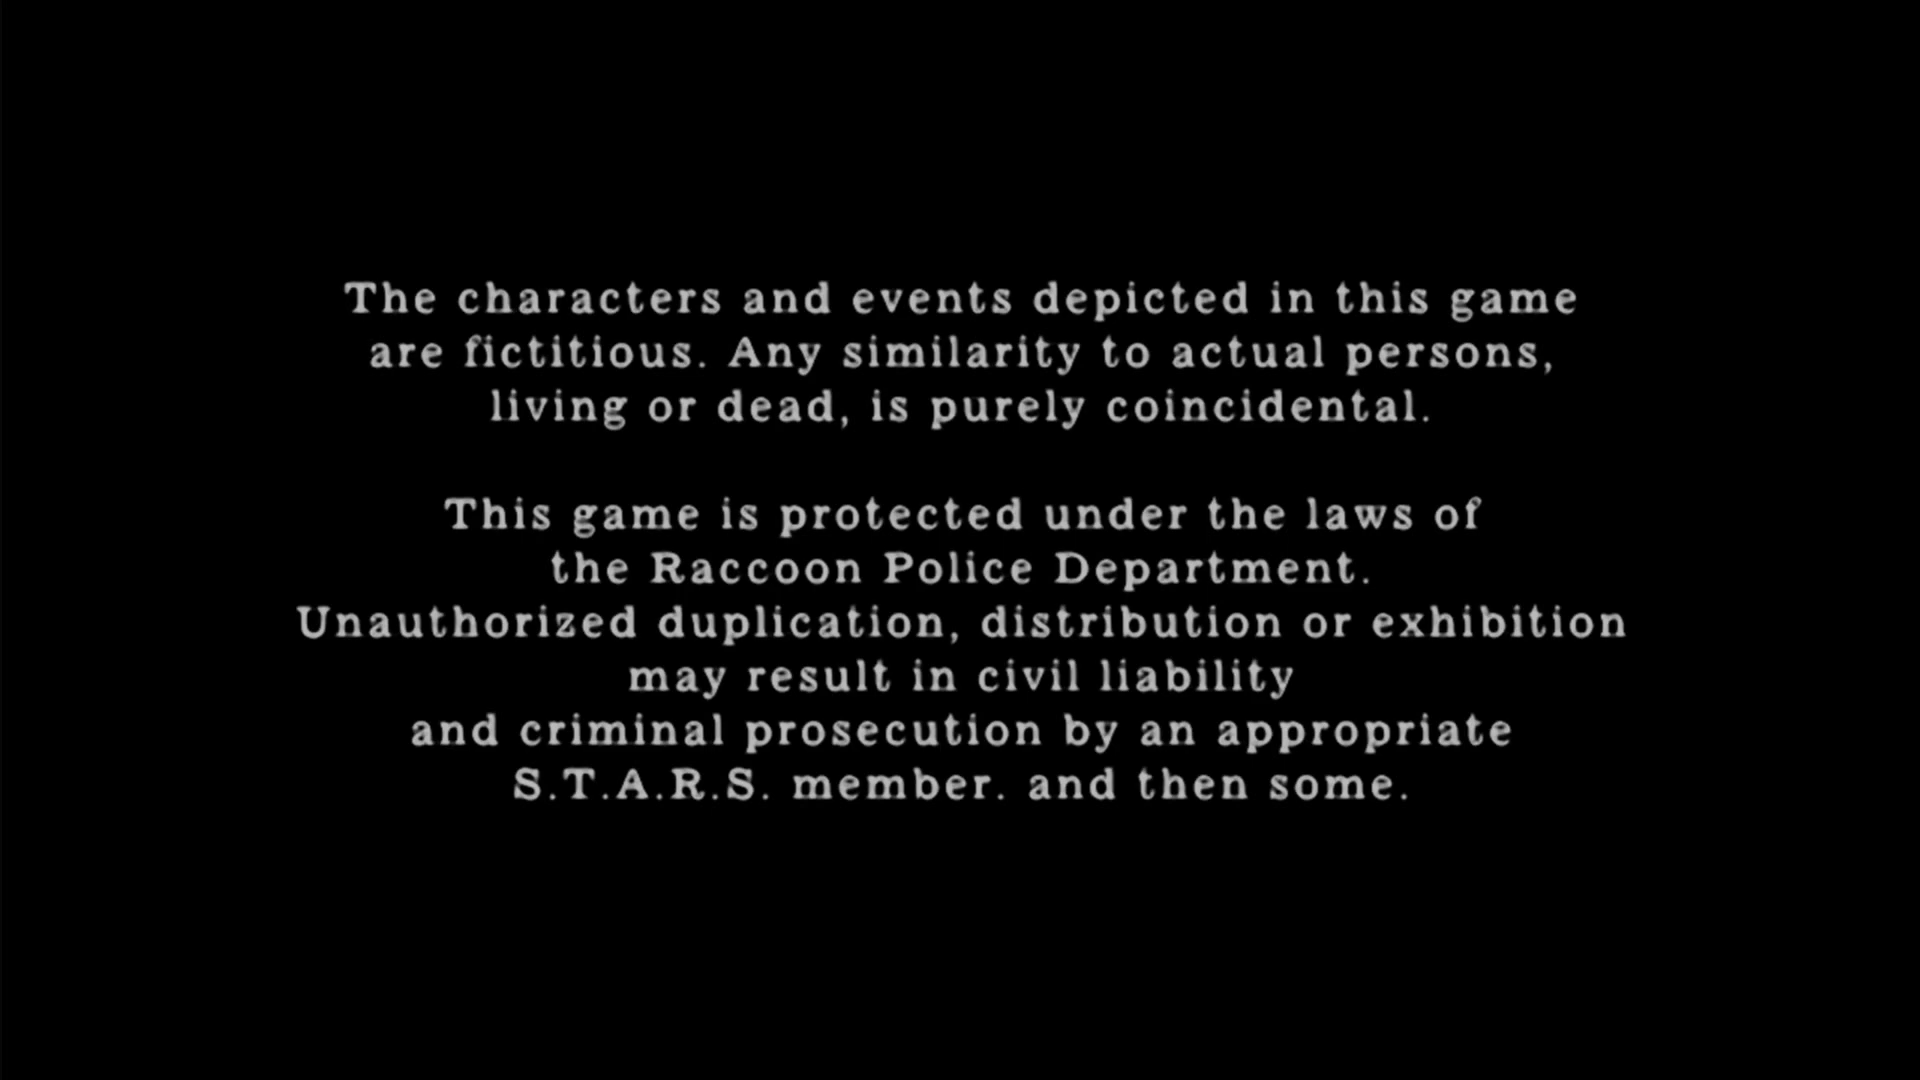 The characters and events depicted in this game
are fictitious. Any similarity to actual persons,
living or dead, is purely coincidental.
This game is protected under the laws of
the Raccoon Police Department.
Unauthorized duplication, distribution or exhibition
may result in civil liability
and criminal prosecution by an appropriate
S.T.A.R.S. member. and then some.